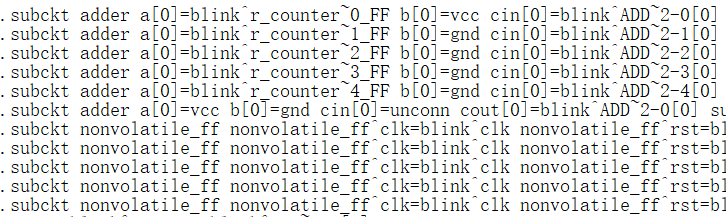 .subckt adder a[0]=blink^r_counter~0_FF b[0]=vcc cin[0]=blink^ADD~2-0[0]
.subckt adder a[0]=blink^r_counter~1_FF b[0]=gnd cin[0]=blink^ADD~2-1[0]
.subckt adder a[0]=blink^r_counter~2_FF b[0]=gnd cin[0]=blink^ADD~2-2[0]
.subckt adder a[0]=blink^r_counter~3_FF b[0]=gnd cin[0]=blink^ADD~2-3[0]
.subckt adder a[0]=blink^r_counter~4_FF b[0]=gnd cin[0]=blink^ADD~2-4[0]
.subckt adder a[0]=vcc b[0]=gnd cin[0]=unconn cout[0]=blink^ADD~2-0[0] su
.subckt nonvolatile_ff nonvolatile_ff^clk=blink^clk nonvolatile_ff^rst=bl
.subckt nonvolatile_ff nonvolatile_ff^clk=blink^clk nonvolatile_ff^rst=bl
.subckt nonvolatile_ff nonvolatile_ff^clk=blink^clk nonvolatile_ff^rst=bl
.subckt nonvolatile_ff nonvolatile_ff^clk=blink^clk nonvolatile_ff^rst=bl
.subckt nonvolatile_ff nonvolatile_ff^clk=blink^clk nonvolatile_ff^rst=bl